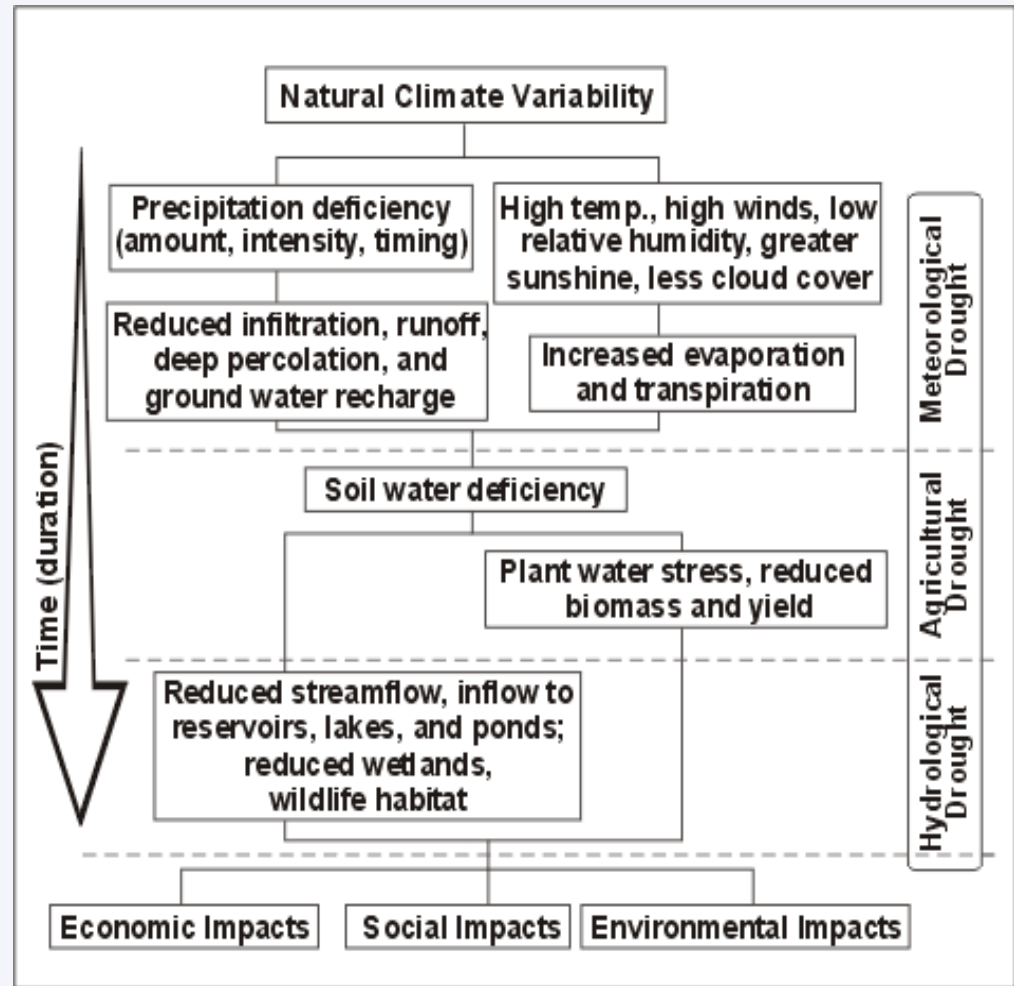 Natural Climate Variability
Precipitation deficiency
(amount, intensity, timing)
High temp., high winds, low
relative humidity, greater
sunshine, less cloud cover
Reduced infiltration, runoff,
deep percolation, and
ground water recharge
Increased evaporation
and transpiration
Meteorological
Drought
Soil water deficiency
Plant water stress, reduced
biomass and yield
Agricultural
Drought
Time (duration)
Reduced streamflow, inflow to
reservoirs, lakes, and ponds;
reduced wetlands,
wildlife habitat
Hydrological
Drought
Economic Impacts
Social Impacts
Environmental Impacts